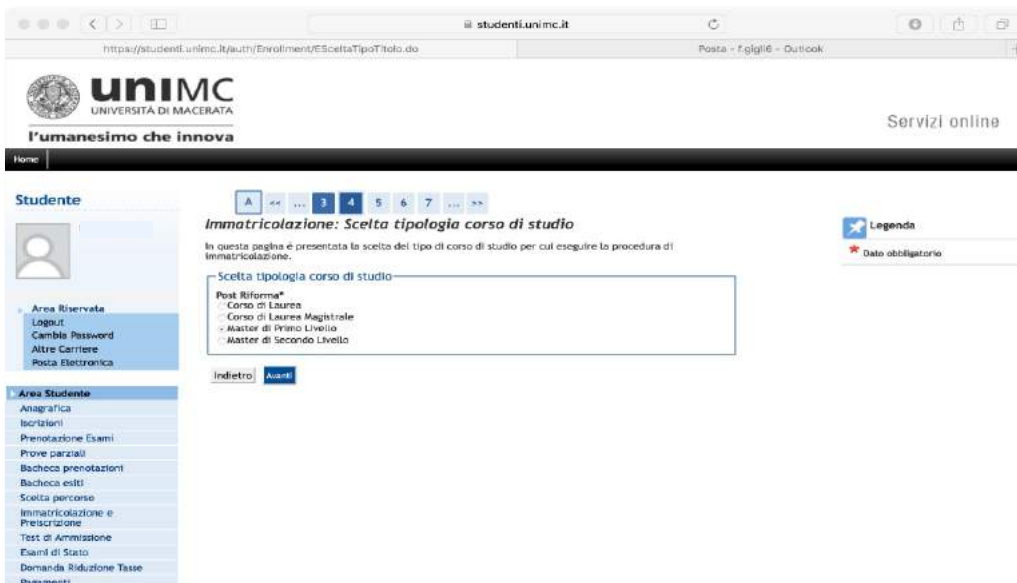 studenti.unimc.it
https://studenti.unimc.it/auth/Enrollment/ESceltaTipoTitolo.do
Posta - f.gigli6 - Outlook
unIMC
UNIVERSITÀ DI MACERATA
l'umanesimo che innova
Servizi online
Home
Studente
A << ... 3 4 5 6 7 ... >>
Immatricolazione: Scelta tipologia corso di studio
In questa pagina è presentata la scelta del tipo di corso di studio per cui eseguire la procedura di
immatricolazione.
Scelta tipologia corso di studio
Post Riforma*
Corso di Laurea
Corso di Laurea Magistrale
Master di Primo Livello
Master di Secondo Livello
Indietro Avanti
Legenda
* Dato obbligatorio
Area Riservata
Logout
Cambia Password
Altre Carriere
Posta Elettronica
Area Studente
Anagrafica
Iscrizioni
Prenotazione Esami
Prove parziali
Bacheca prenotazioni
Bacheca esiti
Scelta percorso
Immatricolazione e
Preiscrizione
Test di Ammissione
Esami di Stato
Domanda Riduzione Tasse
Pagamenti